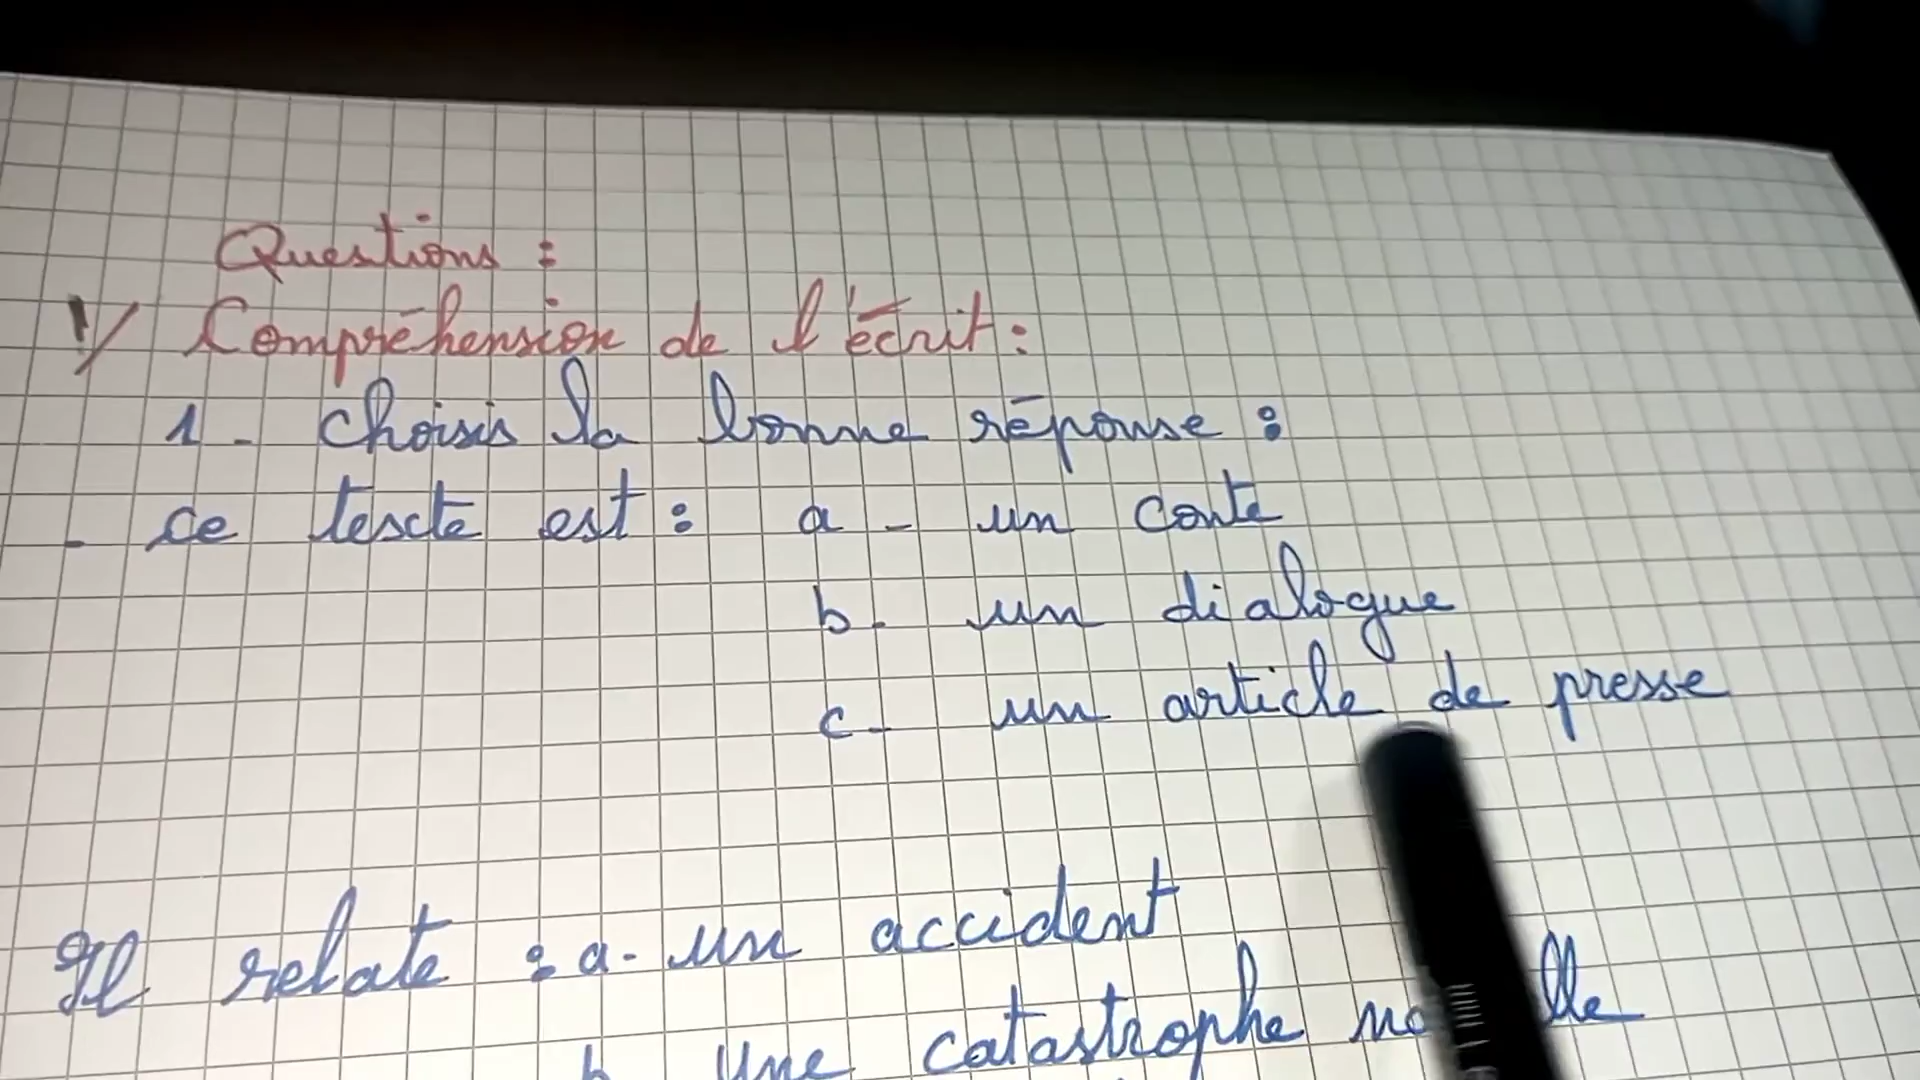 Questions :
1/ Compréhension de l'écrit :
1 - choisis la bonne réponse :
- ce texte est : a - un conte
b - un dialogue
c - un article de presse
Il relate : a - un accident
b une catastrophe